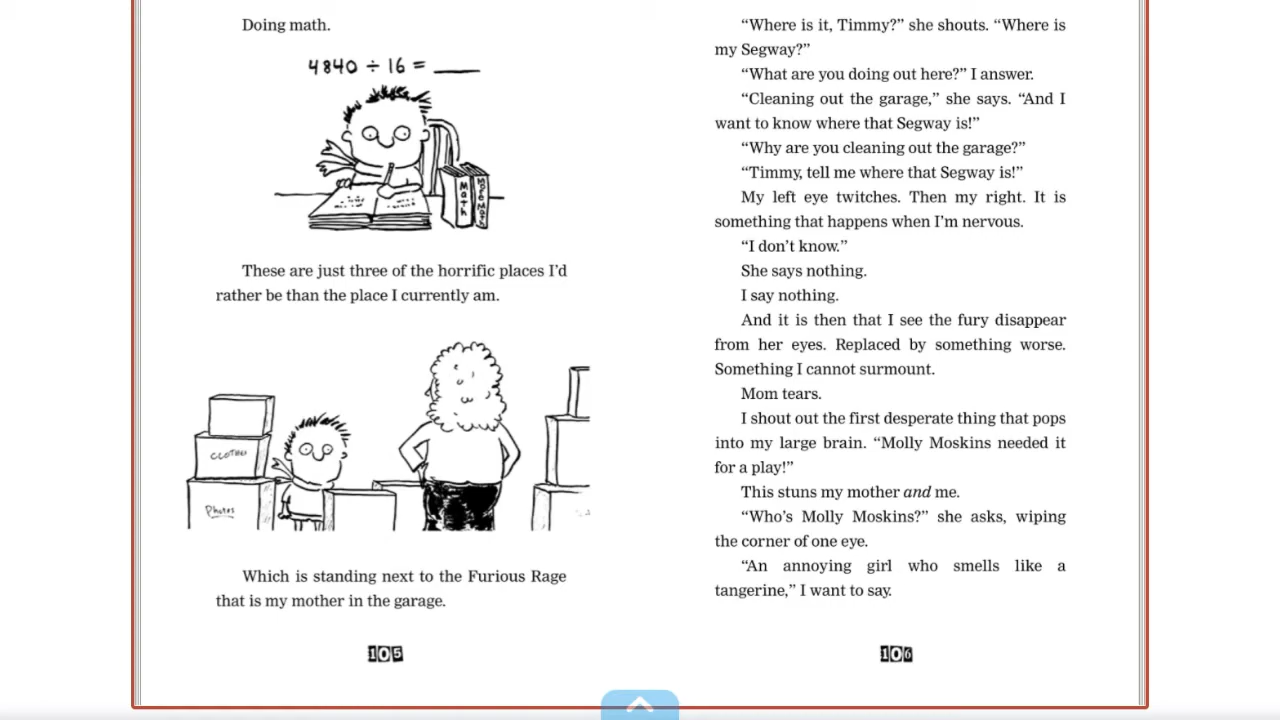 Doing math.
4840 ÷ 16 =
Math
More Math
These are just three of the horrific places I’d
rather be than the place I currently am.
CLOTHES
Photos
Which is standing next to the Furious Rage
that is my mother in the garage.
105
“Where is it, Timmy?” she shouts. “Where is
my Segway?”
“What are you doing out here?” I answer.
“Cleaning out the garage,” she says. “And I
want to know where that Segway is!”
“Why are you cleaning out the garage?”
“Timmy, tell me where that Segway is!”
My left eye twitches. Then my right. It is
something that happens when I’m nervous.
“I don’t know.”
She says nothing.
I say nothing.
And it is then that I see the fury disappear
from her eyes. Replaced by something worse.
Something I cannot surmount.
Mom tears.
I shout out the first desperate thing that pops
into my large brain. “Molly Moskins needed it
for a play!”
This stuns my mother and me.
“Who’s Molly Moskins?” she asks, wiping
the corner of one eye.
“An annoying girl who smells like a
tangerine,” I want to say.
106